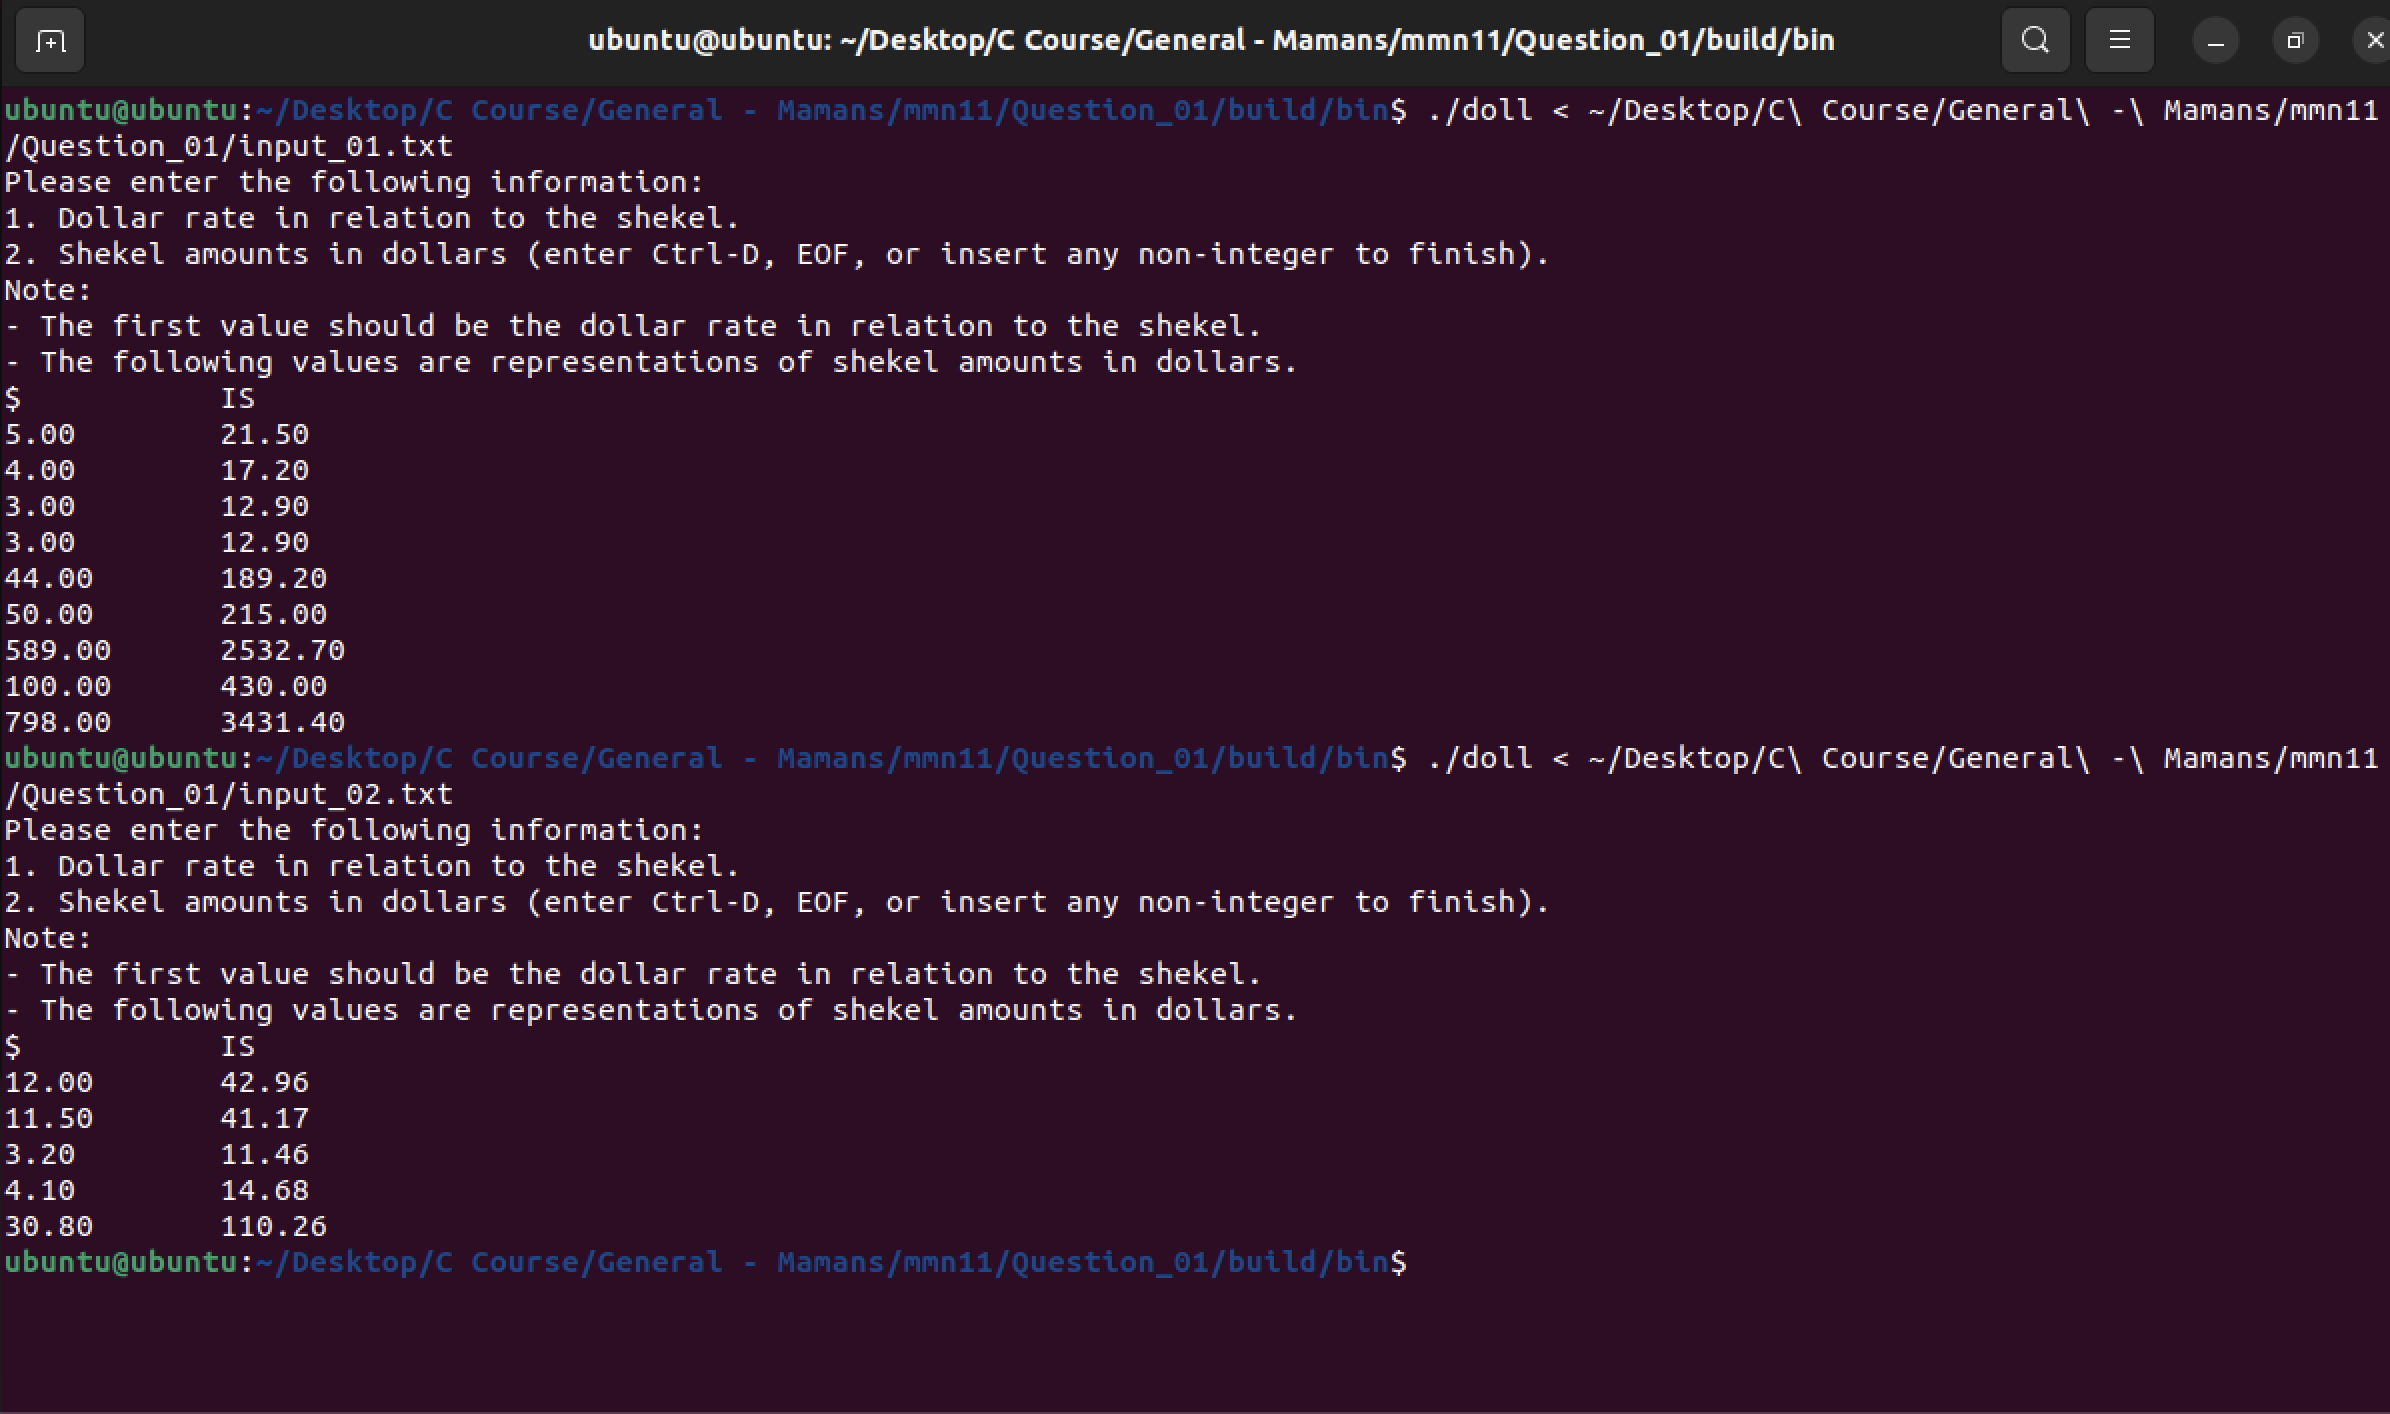 ubuntu@ubuntu: ~/Desktop/C Course/General - Mamans/mmn11/Question_01/build/bin
ubuntu@ubuntu:~/Desktop/C Course/General - Mamans/mmn11/Question_01/build/bin$ ./doll < ~/Desktop/C\ Course/General\ -\ Mamans/mmn11
/Question_01/input_01.txt
Please enter the following information:
1. Dollar rate in relation to the shekel.
2. Shekel amounts in dollars (enter Ctrl-D, EOF, or insert any non-integer to finish).
Note:
- The first value should be the dollar rate in relation to the shekel.
- The following values are representations of shekel amounts in dollars.
$ IS
5.00 21.50
4.00 17.20
3.00 12.90
3.00 12.90
44.00 189.20
50.00 215.00
589.00 2532.70
100.00 430.00
798.00 3431.40
ubuntu@ubuntu:~/Desktop/C Course/General - Mamans/mmn11/Question_01/build/bin$ ./doll < ~/Desktop/C\ Course/General\ -\ Mamans/mmn11
/Question_01/input_02.txt
Please enter the following information:
1. Dollar rate in relation to the shekel.
2. Shekel amounts in dollars (enter Ctrl-D, EOF, or insert any non-integer to finish).
Note:
- The first value should be the dollar rate in relation to the shekel.
- The following values are representations of shekel amounts in dollars.
$ IS
12.00 42.96
11.50 41.17
3.20 11.46
4.10 14.68
30.80 110.26
ubuntu@ubuntu:~/Desktop/C Course/General - Mamans/mmn11/Question_01/build/bin$